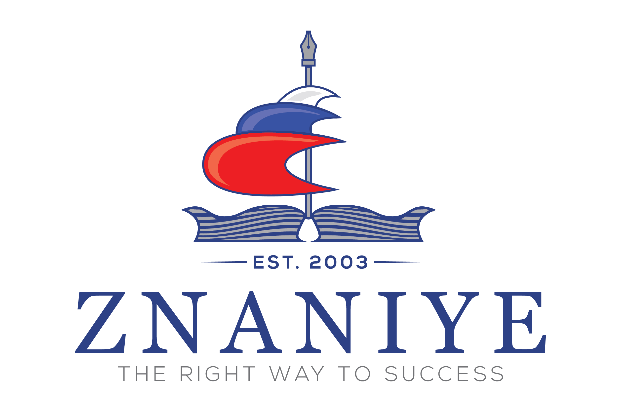 EST. 2003
ZNANIYE
THE RIGHT WAY TO SUCCESS